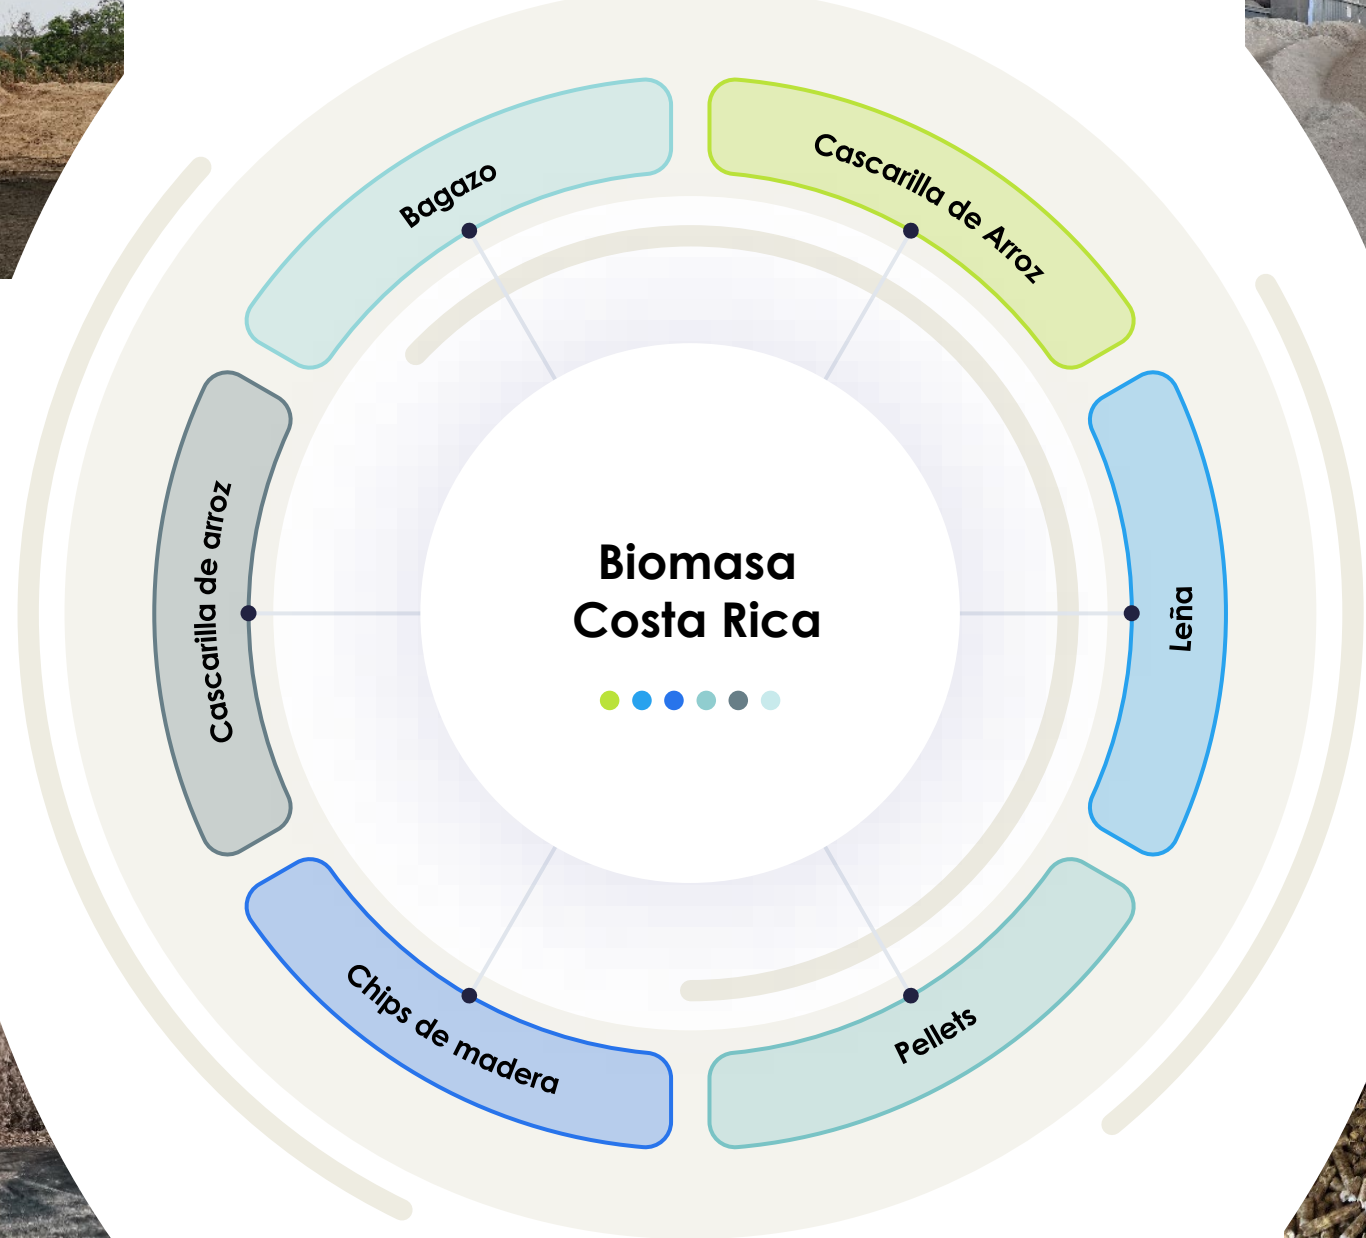 Biomasa
Costa Rica
Cascarilla de Arroz
Leña
Pellets
Chips de madera
Cascarilla de arroz
Bagazo